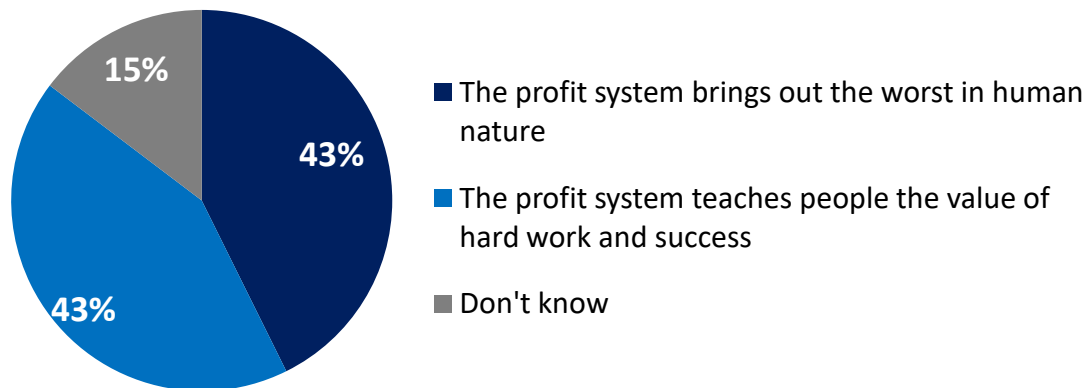 15%
43%
43%
The profit system brings out the worst in human
nature
The profit system teaches people the value of
hard work and success
Don't know